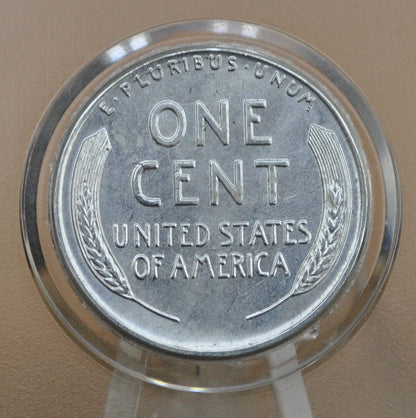 E·PLURIBUS·UNUM
ONE
CENT
UNITED STATES
OF AMERICA